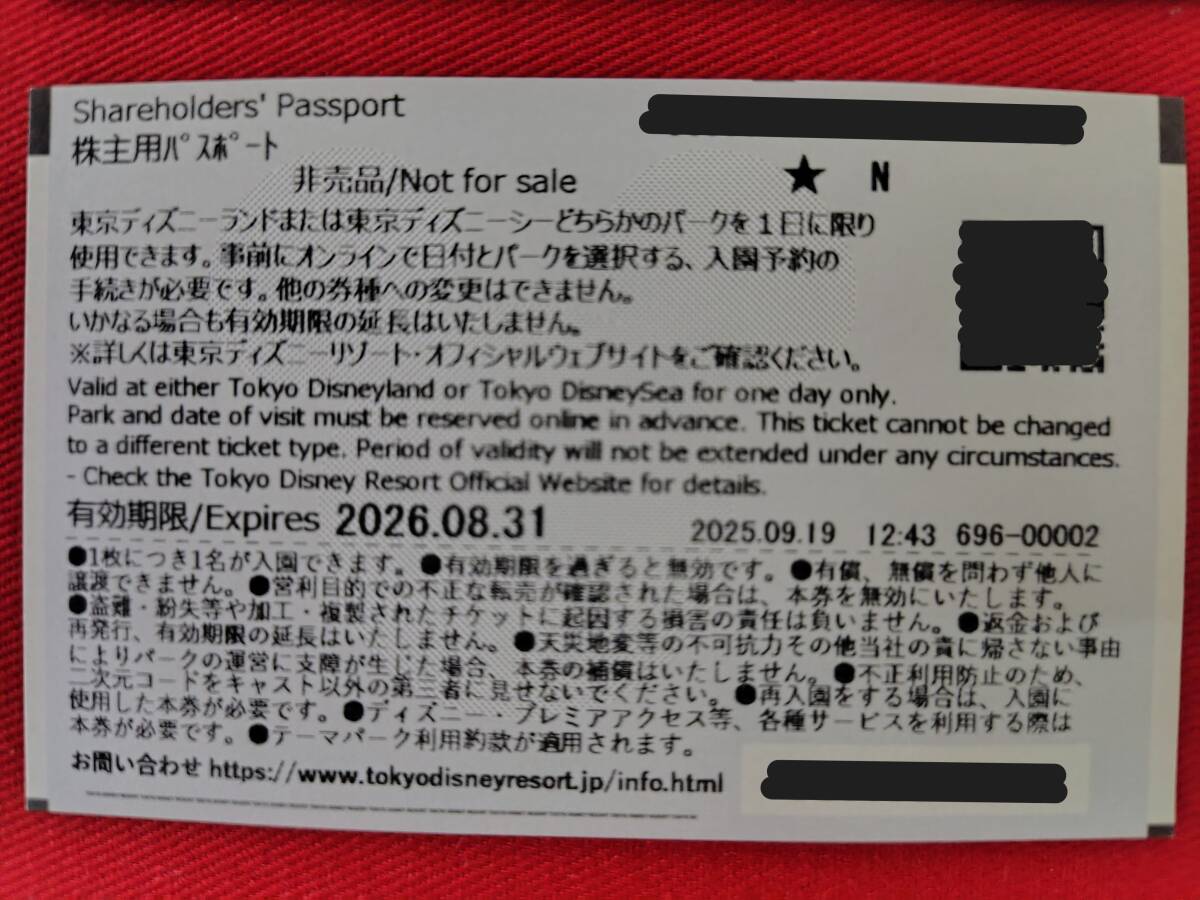 Shareholders' Passport
株主用パスポート
非売品/Not for sale
★ N
東京ディズニーランドまたは東京ディズニーシーどちらかのパークを1日に限り
使用できます。事前にオンラインで日付とパークを選択する、入園予約の
手続きが必要です。他の券種への変更はできません。
いかなる場合も有効期限の延長はいたしません。
※詳しくは東京ディズニーリゾート・オフィシャルウェブサイトをご確認ください。
Valid at either Tokyo Disneyland or Tokyo DisneySea for one day only.
Park and date of visit must be reserved online in advance. This ticket cannot be changed
to a different ticket type. Period of validity will not be extended under any circumstances.
- Check the Tokyo Disney Resort Official Website for details.
有効期限/Expires 2026.08.31 2025.09.19 12:43 696-00002
●1枚につき1名が入園できます。●有効期限を過ぎると無効です。●有償、無償を問わず他人に
譲渡できません。●営利目的での不正な転売が確認された場合は、本券を無効にいたします。
●盗難・紛失等や加工・複製されたチケットに起因する損害の責任は負いません。●返金および
再発行、有効期限の延長はいたしません。●天災地変等の不可抗力その他当社の責に帰さない事由
によりパークの運営に支障が生じた場合、本券の補償はいたしません。●不正利用防止のため、
二次元コードをキャスト以外の第三者に見せないでください。●再入園をする場合は、入園に
使用した本券が必要です。●ディズニー・プレミアアクセス等、各種サービスを利用する際は
本券が必要です。●テーマパーク利用約款が適用されます。
お問い合わせ https://www.tokyodisneyresort.jp/info.html